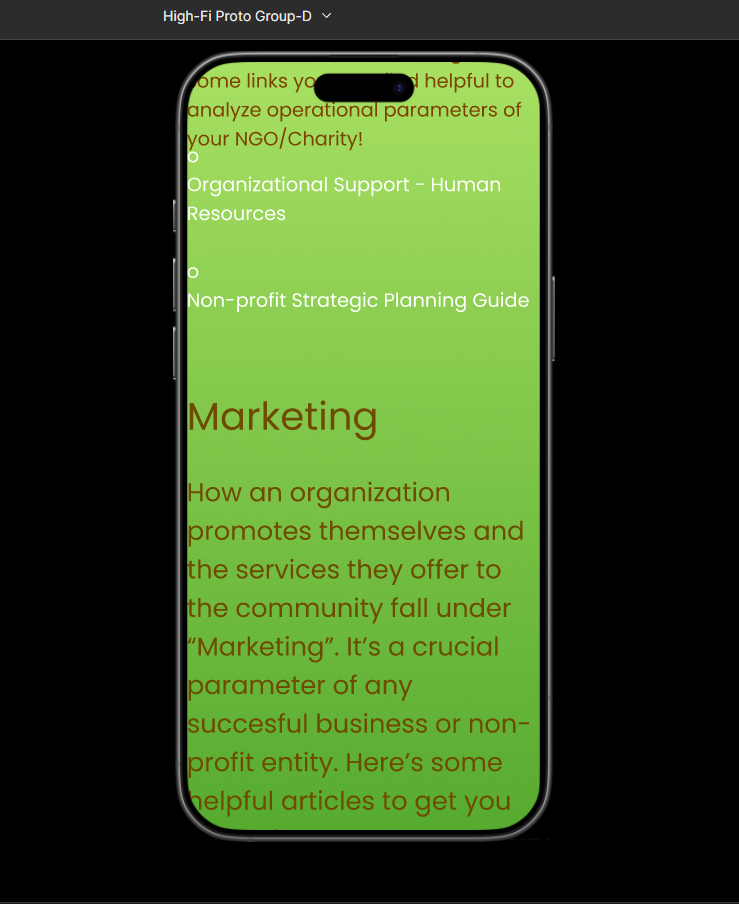 High-Fi Proto Group-D
ome links yo d helpful to
analyze operational parameters of
your NGO/Charity!
o
Organizational Support - Human
Resources
o
Non-profit Strategic Planning Guide
Marketing
How an organization
promotes themselves and
the services they offer to
the community fall under
“Marketing”. It’s a crucial
parameter of any
succesful business or non-
profit entity. Here’s some
helpful articles to get you